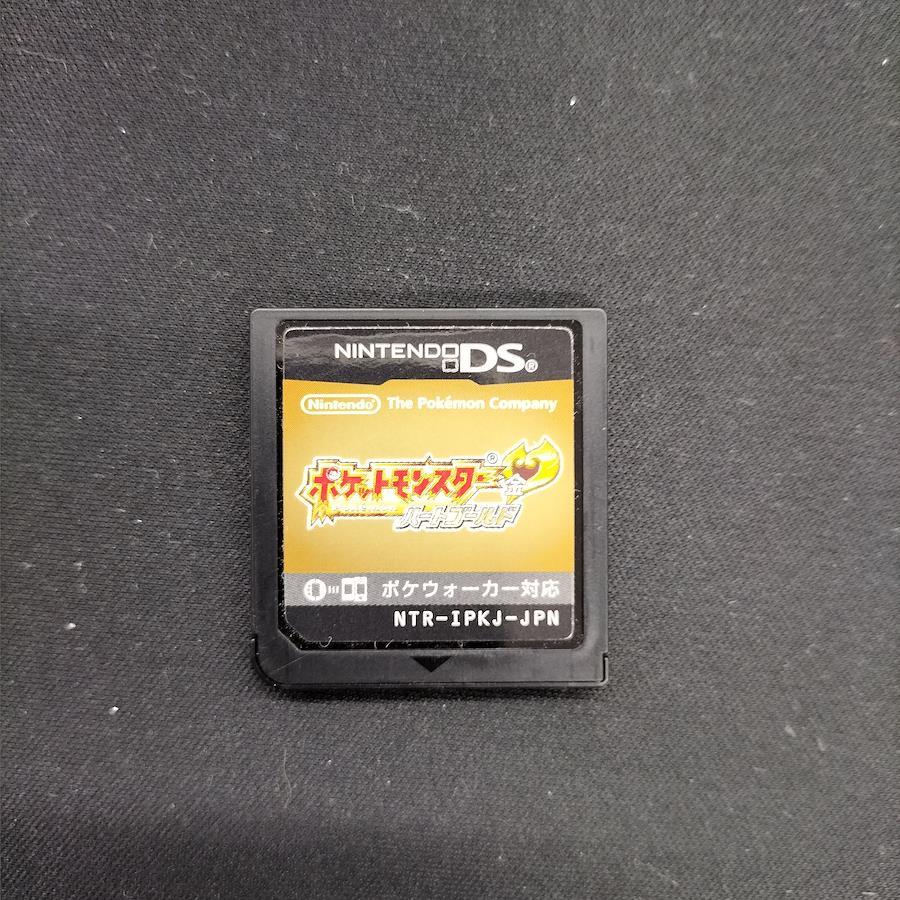 NINTENDO DS®
Nintendo® The Pokémon Company
ポケットモンスター®
金
ハートゴールド
ポケウォーカー対応
NTR-IPKJ-JPN